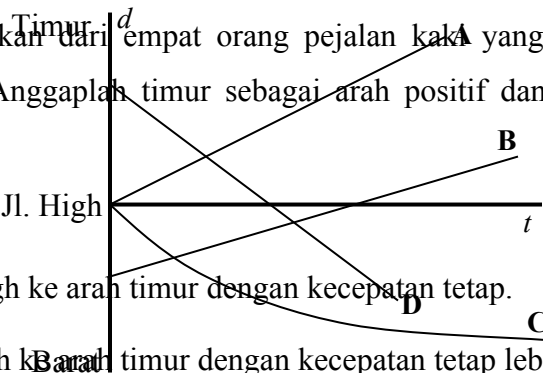 Timur d
kan dari empat orang pejalan kaki yang
A
Anggaplah timur sebagai arah positif dan
B
Jl. High
t
gh ke arah timur dengan kecepatan tetap.
D
C
Barat
h ke arah timur dengan kecepatan tetap leb